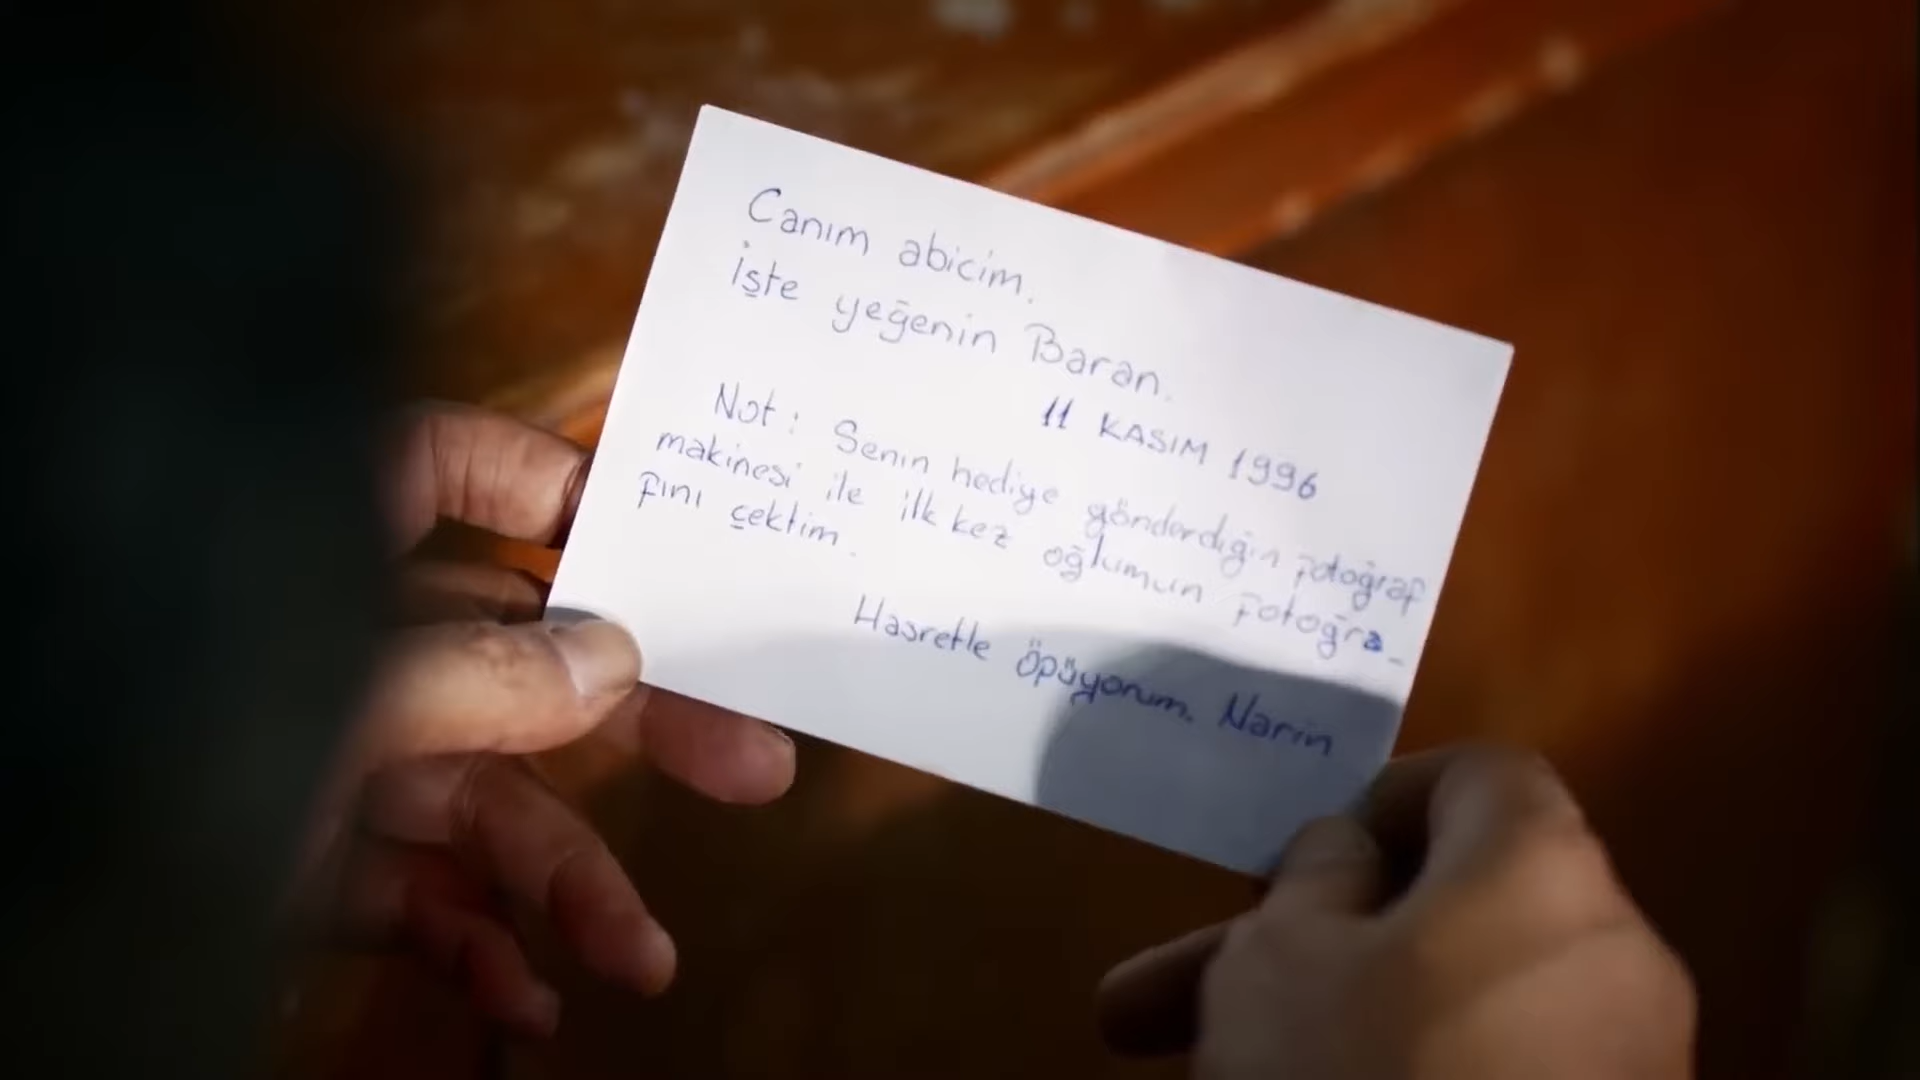 Canım abicim.
İşte yeğenin Baran.
11 KASIM 1996
Not: Senin hediye gönderdiğin fotoğraf
makinesi ile ilk kez oğlumun fotoğra_
fını çektim.
Hasretle öpüyorum. Narin